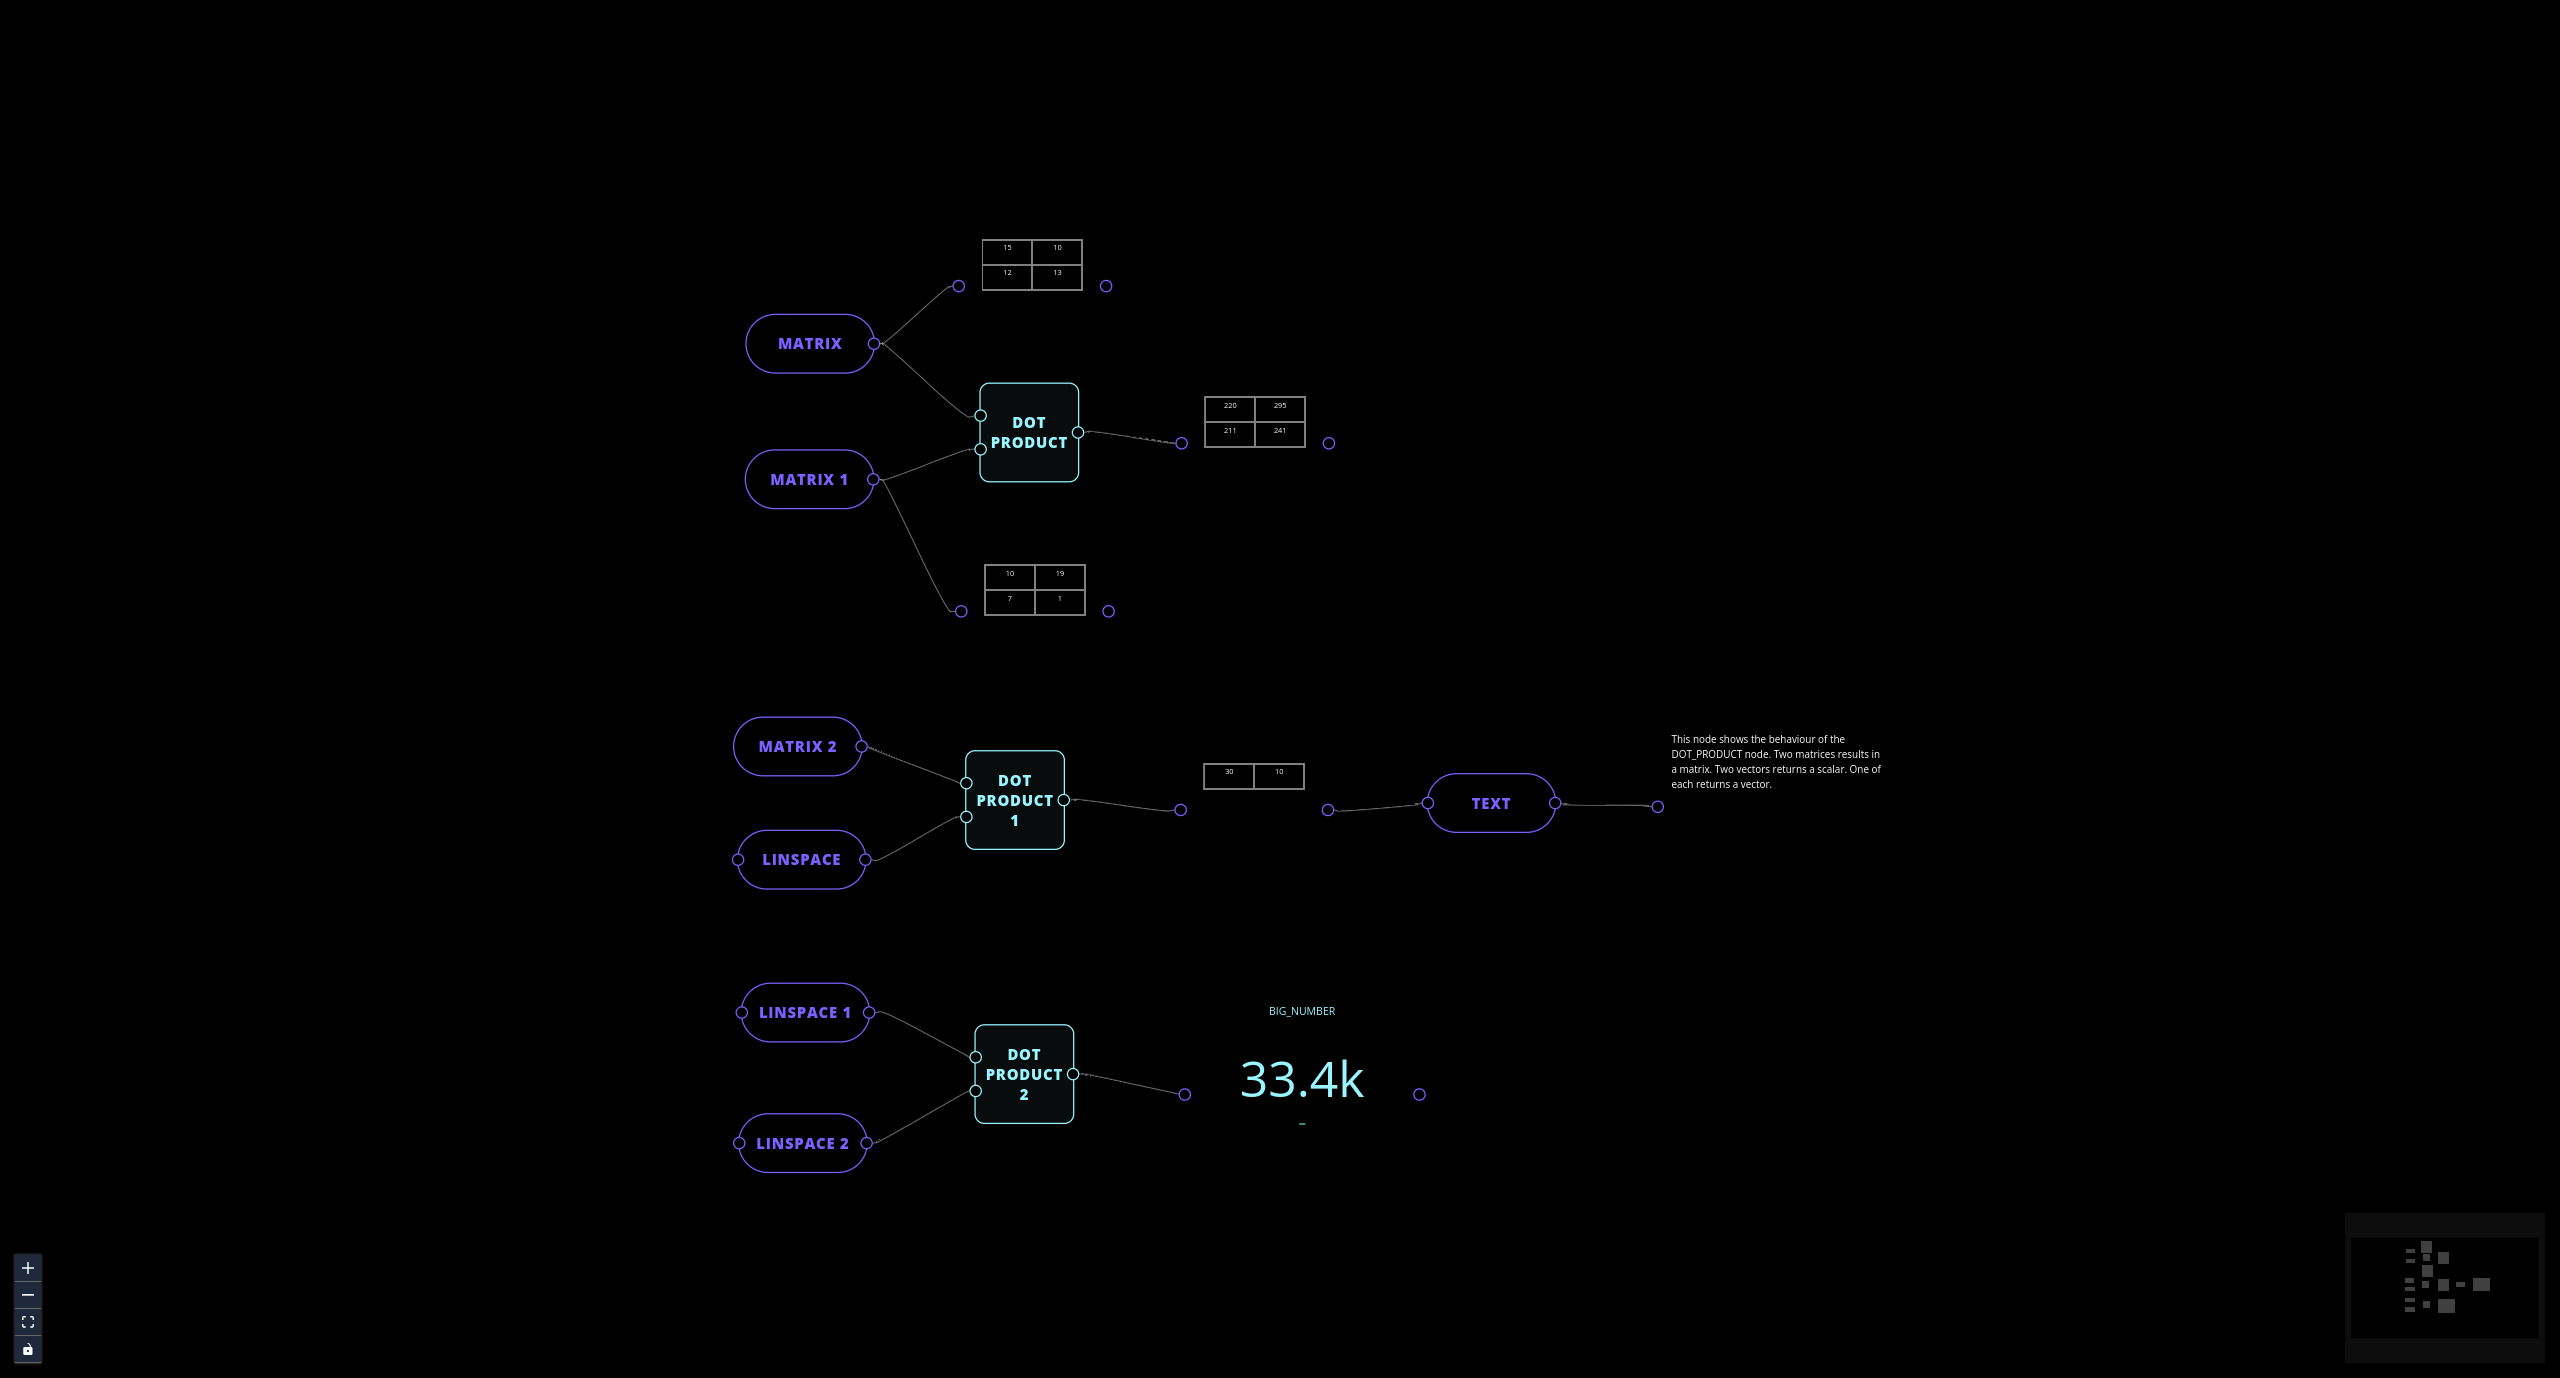 15 10
12 13
MATRIX
DOT
PRODUCT
220 295
211 241
MATRIX 1
10 19
7 1
MATRIX 2
DOT
PRODUCT
1
LINSPACE
30 10
TEXT
This node shows the behaviour of the
DOT_PRODUCT node. Two matrices results in
a matrix. Two vectors returns a scalar. One of
each returns a vector.
LINSPACE 1
DOT
PRODUCT
2
LINSPACE 2
BIG_NUMBER
33.4k
–